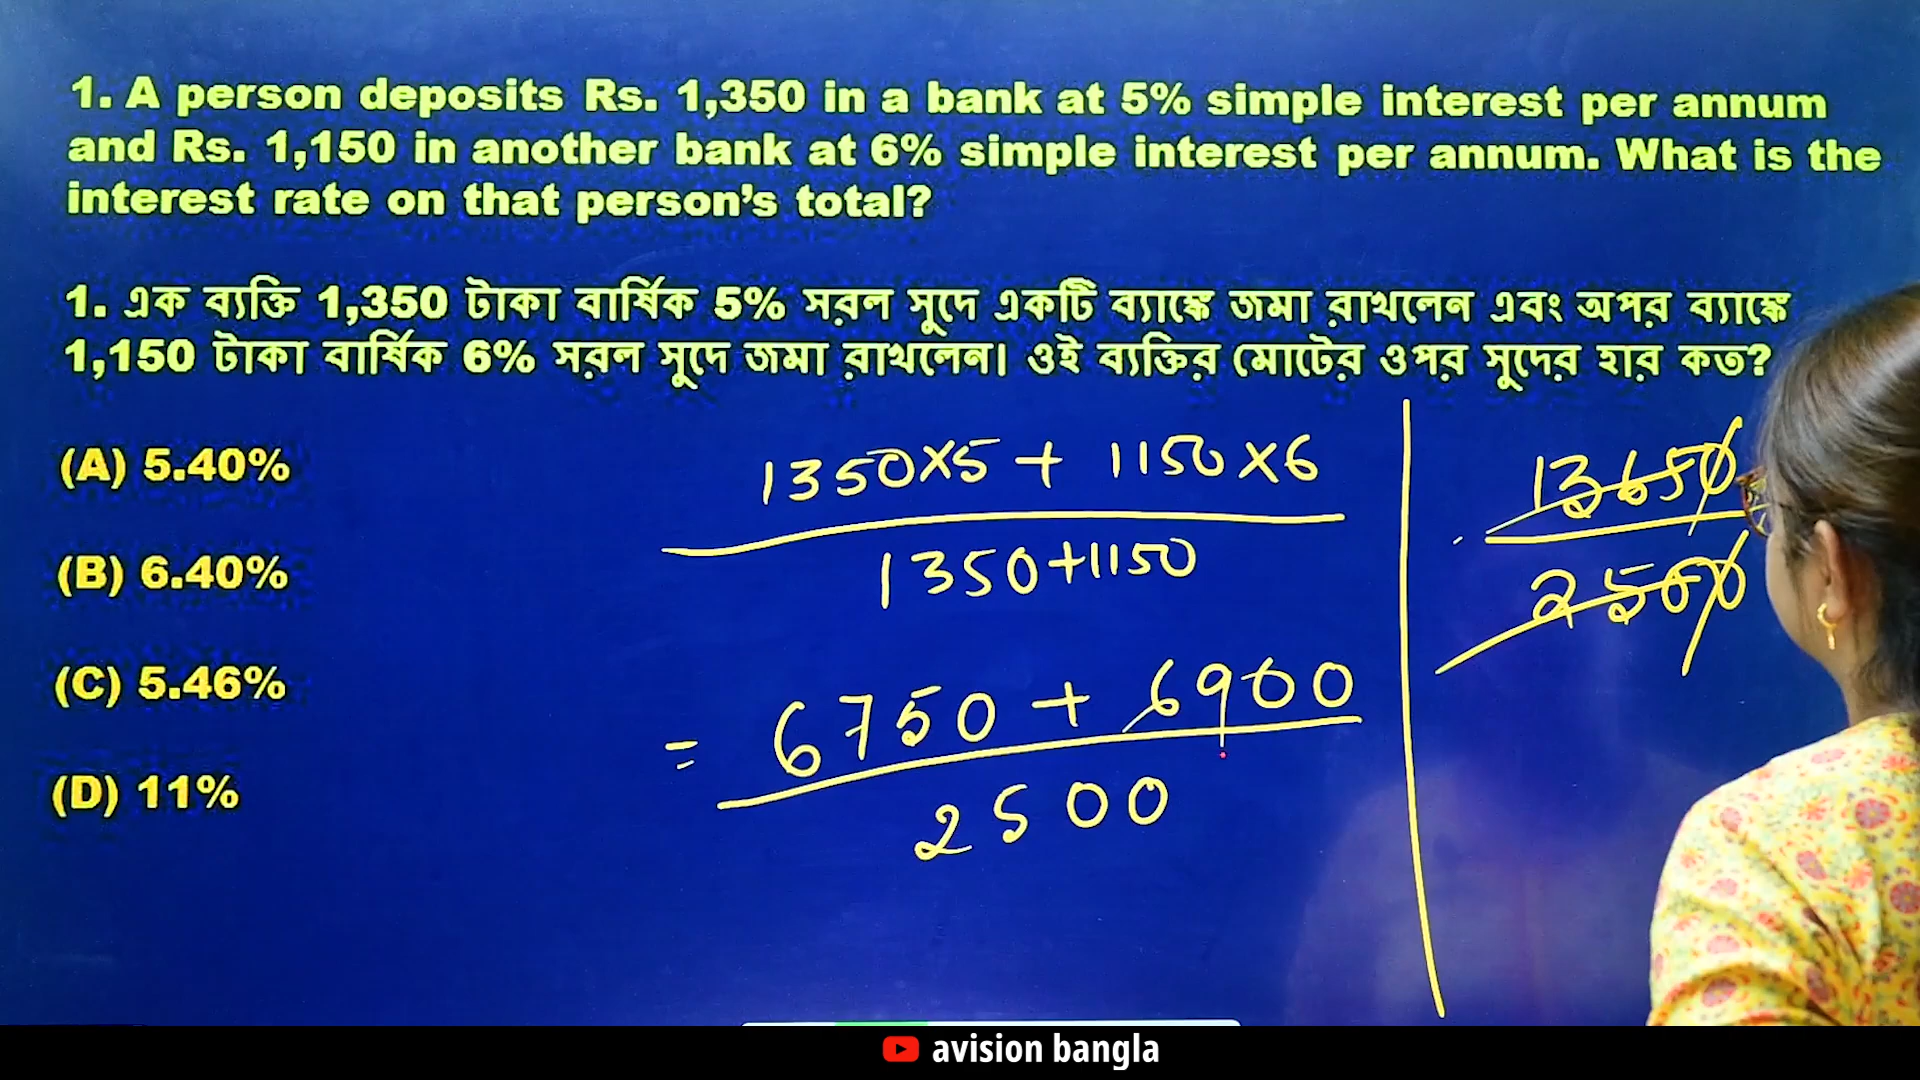 1. A person deposits Rs. 1,350 in a bank at 5% simple interest per annum
and Rs. 1,150 in another bank at 6% simple interest per annum. What is the
interest rate on that person's total?
1. এক ব্যক্তি 1,350 টাকা বার্ষিক 5% সরল সুদে একটি ব্যাঙ্কে জমা রাখলেন এবং অপর ব্যাঙ্কে
1,150 টাকা বার্ষিক 6% সরল সুদে জমা রাখলেন। ওই ব্যক্তির মোটের ওপর সুদের হার কত?
(A) 5.40%
(B) 6.40%
(C) 5.46%
(D) 11%
1350×5 + 1150×6
1350+1150
= 6750 + 6900
2500
13650
2500
avision bangla